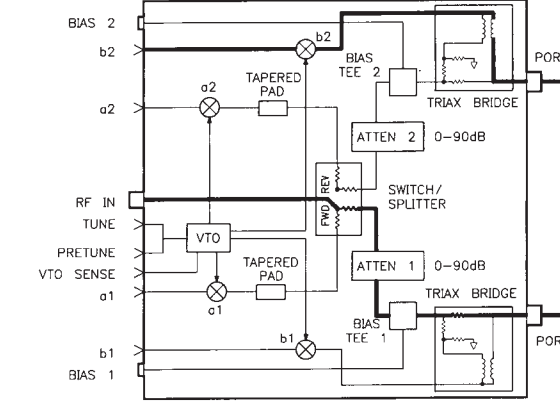 BIAS 2
b2
b2
BIAS
TEE 2
POR
TAPERED
PAD
a2
a2
TRIAX BRIDGE
ATTEN 2
0-90dB
REV
SWITCH/
SPLITTER
RF IN
FWD
TUNE
VTO
PRETUNE
TAPERED
PAD
ATTEN 1
0-90dB
VTO SENSE
a1
a1
TRIAX BRIDGE
BIAS
TEE 1
b1
b1
POR
BIAS 1